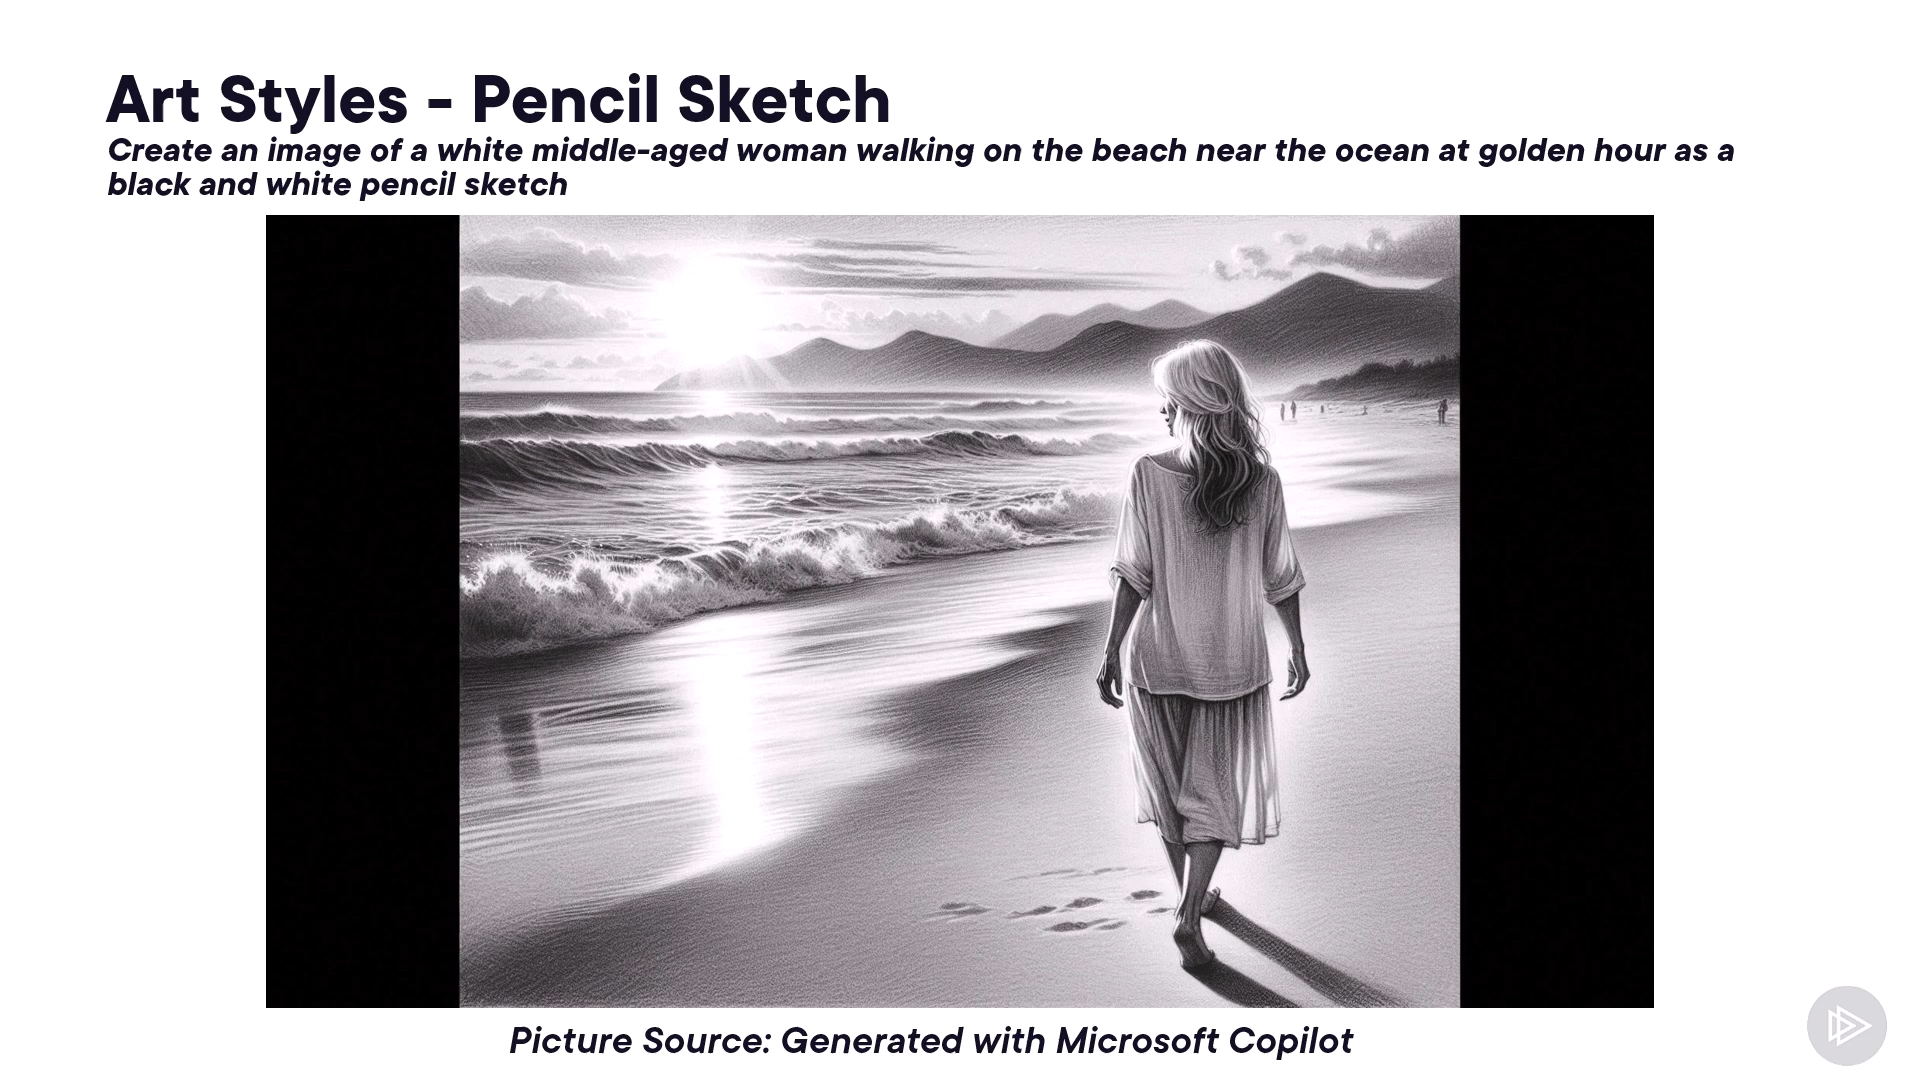 Art Styles - Pencil Sketch
Create an image of a white middle-aged woman walking on the beach near the ocean at golden hour as a
black and white pencil sketch
Picture Source: Generated with Microsoft Copilot